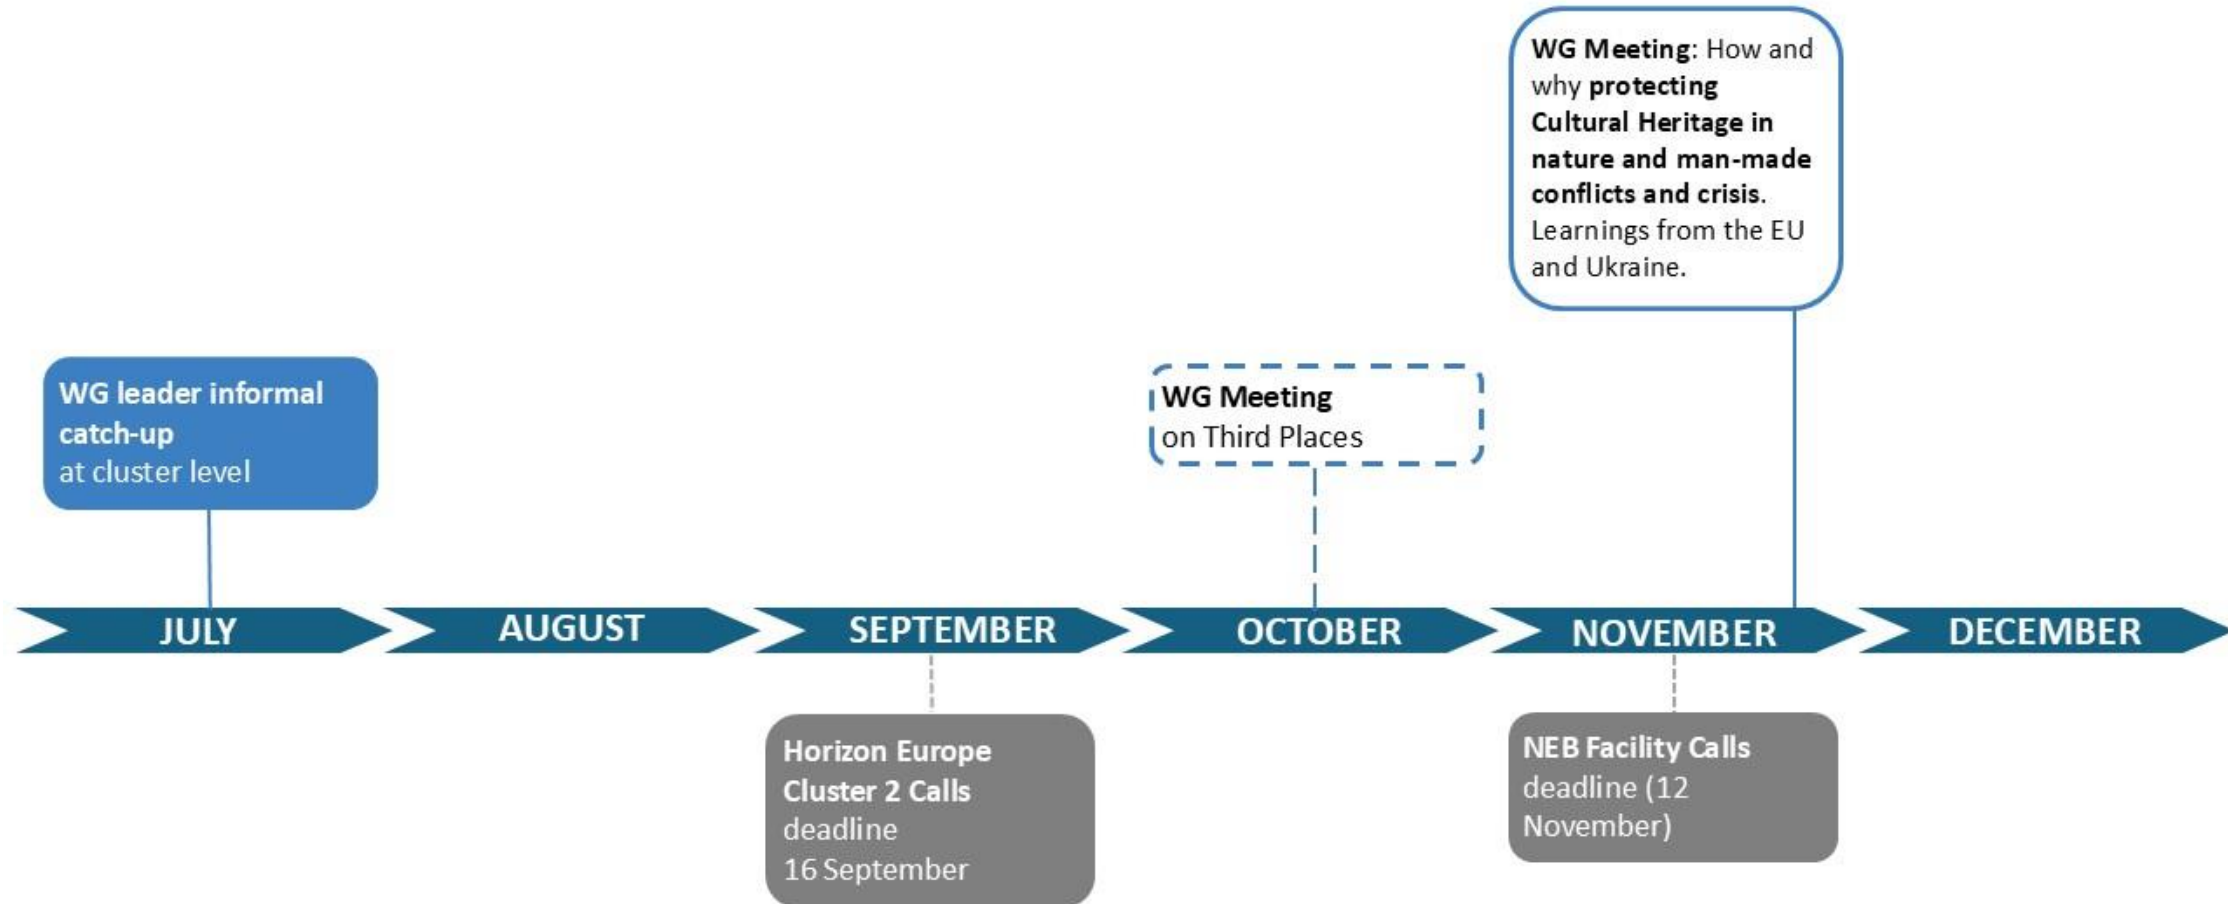 WG Meeting: How and
why protecting
Cultural Heritage in
nature and man-made
conflicts and crisis.
Learnings from the EU
and Ukraine.
WG leader informal
catch-up
at cluster level
WG Meeting
on Third Places
JULY
AUGUST
SEPTEMBER
OCTOBER
NOVEMBER
DECEMBER
Horizon Europe
Cluster 2 Calls
deadline
16 September
NEB Facility Calls
deadline (12
November)